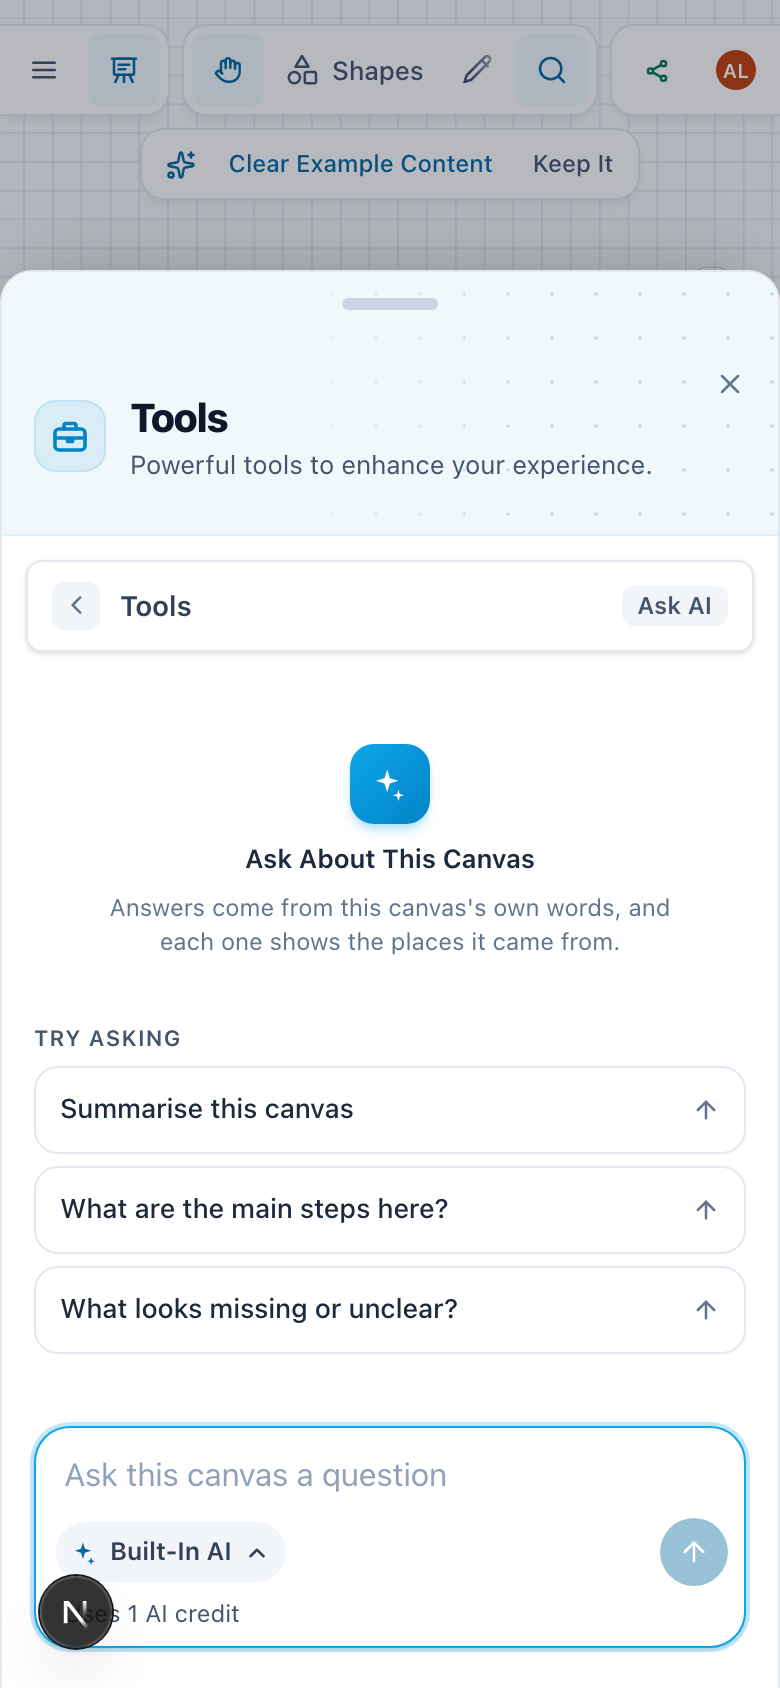 Shapes
AL
Clear Example Content
Keep It
Tools
Powerful tools to enhance your experience.
Tools
Ask AI
Ask About This Canvas
Answers come from this canvas's own words, and
each one shows the places it came from.
TRY ASKING
Summarise this canvas
What are the main steps here?
What looks missing or unclear?
Ask this canvas a question
Built-In AI
N
1 AI credit